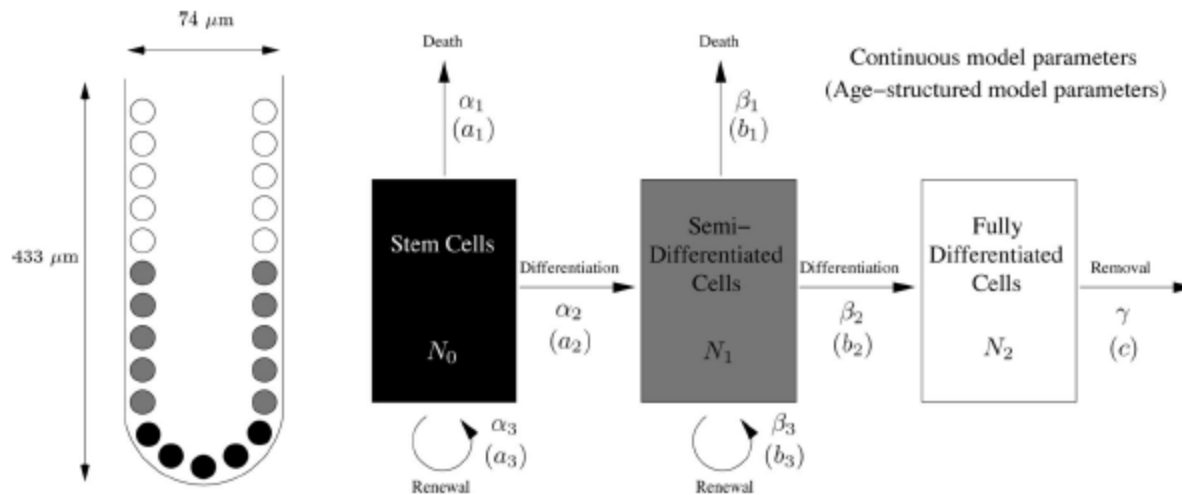 74 μm
433 μm
Death
α₁
(a₁)
Stem Cells
N₀
α₃
(a₃)
Renewal
Differentiation
α₂
(a₂)
Death
β₁
(b₁)
Semi–
Differentiated
Cells
N₁
β₃
(b₃)
Renewal
Differentiation
β₂
(b₂)
Continuous model parameters
(Age–structured model parameters)
Fully
Differentiated
Cells
N₂
Removal
γ
(c)